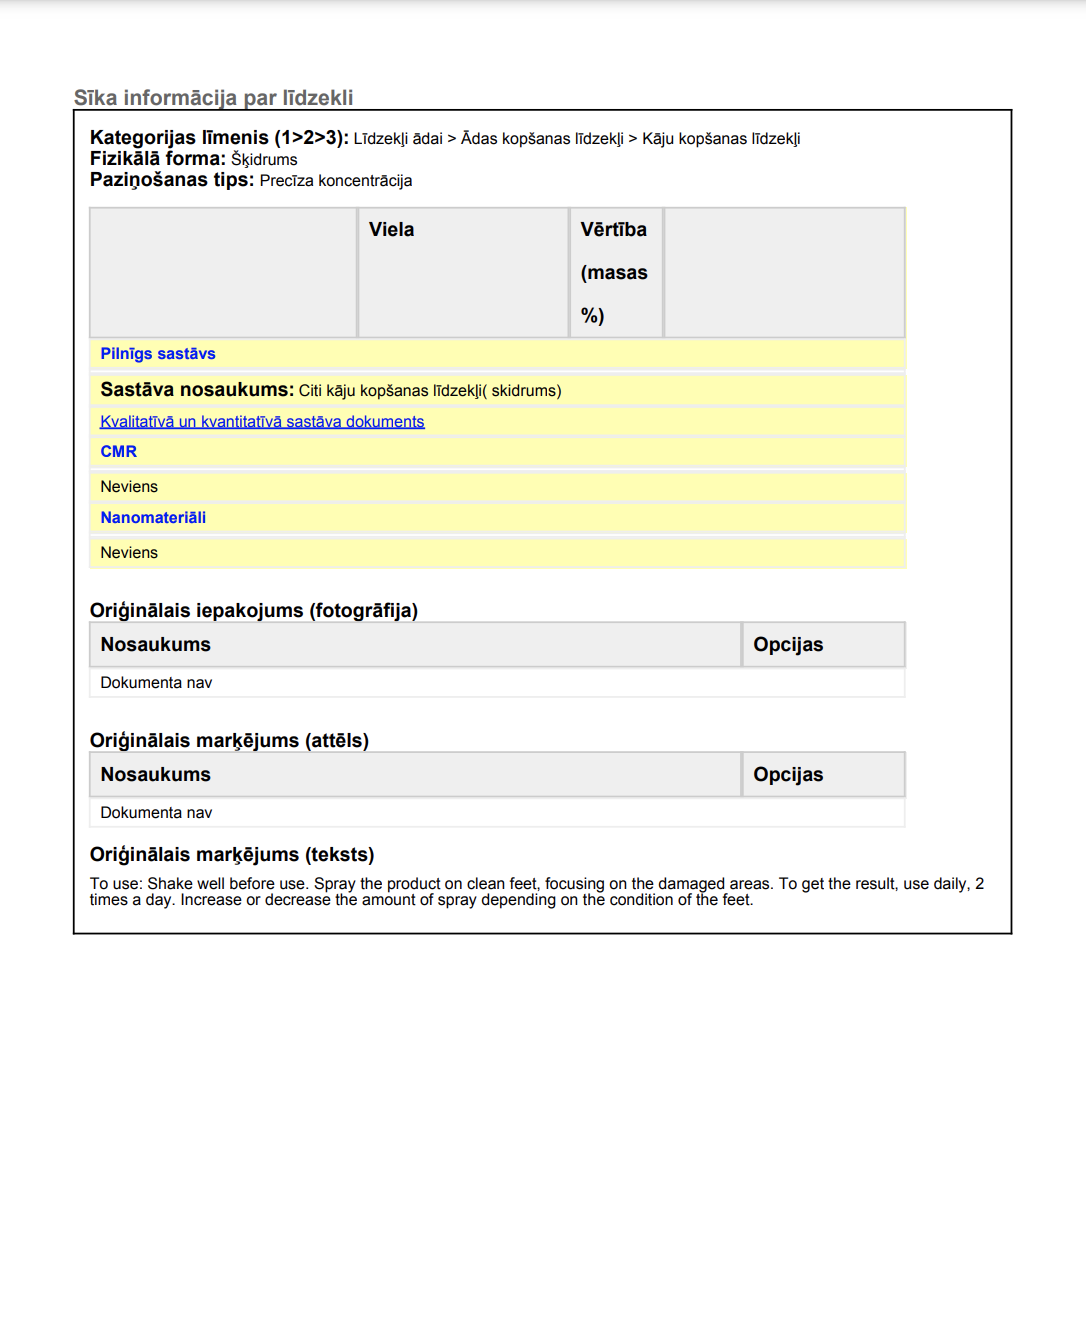 Sīka informācija par līdzekli
Kategorijas līmenis (1>2>3): Līdzekļi ādai > Ādas kopšanas līdzekļi > Kāju kopšanas līdzekļi
Fizikālā forma: Šķidrums
Paziņošanas tips: Precīza koncentrācija
Viela
Vērtība
(masas
%)
Pilnīgs sastāvs
Sastāva nosaukums: Citi kāju kopšanas līdzekļi( skidrums)
Kvalitatīvā un kvantitatīvā sastāva dokuments
CMR
Neviens
Nanomateriāli
Neviens
Oriģinālais iepakojums (fotogrāfija)
Nosaukums Opcijas
Dokumenta nav
Oriģinālais marķējums (attēls)
Nosaukums Opcijas
Dokumenta nav
Oriģinālais marķējums (teksts)
To use: Shake well before use. Spray the product on clean feet, focusing on the damaged areas. To get the result, use daily, 2
times a day. Increase or decrease the amount of spray depending on the condition of the feet.